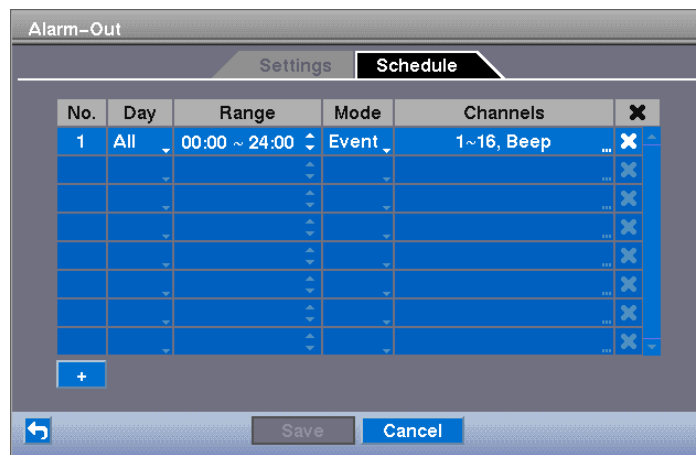 Alarm-Out
Settings Schedule
No. Day Range Mode Channels ✖
1 All 00:00 ~ 24:00 Event 1~16, Beep ... ✖
+
Save Cancel